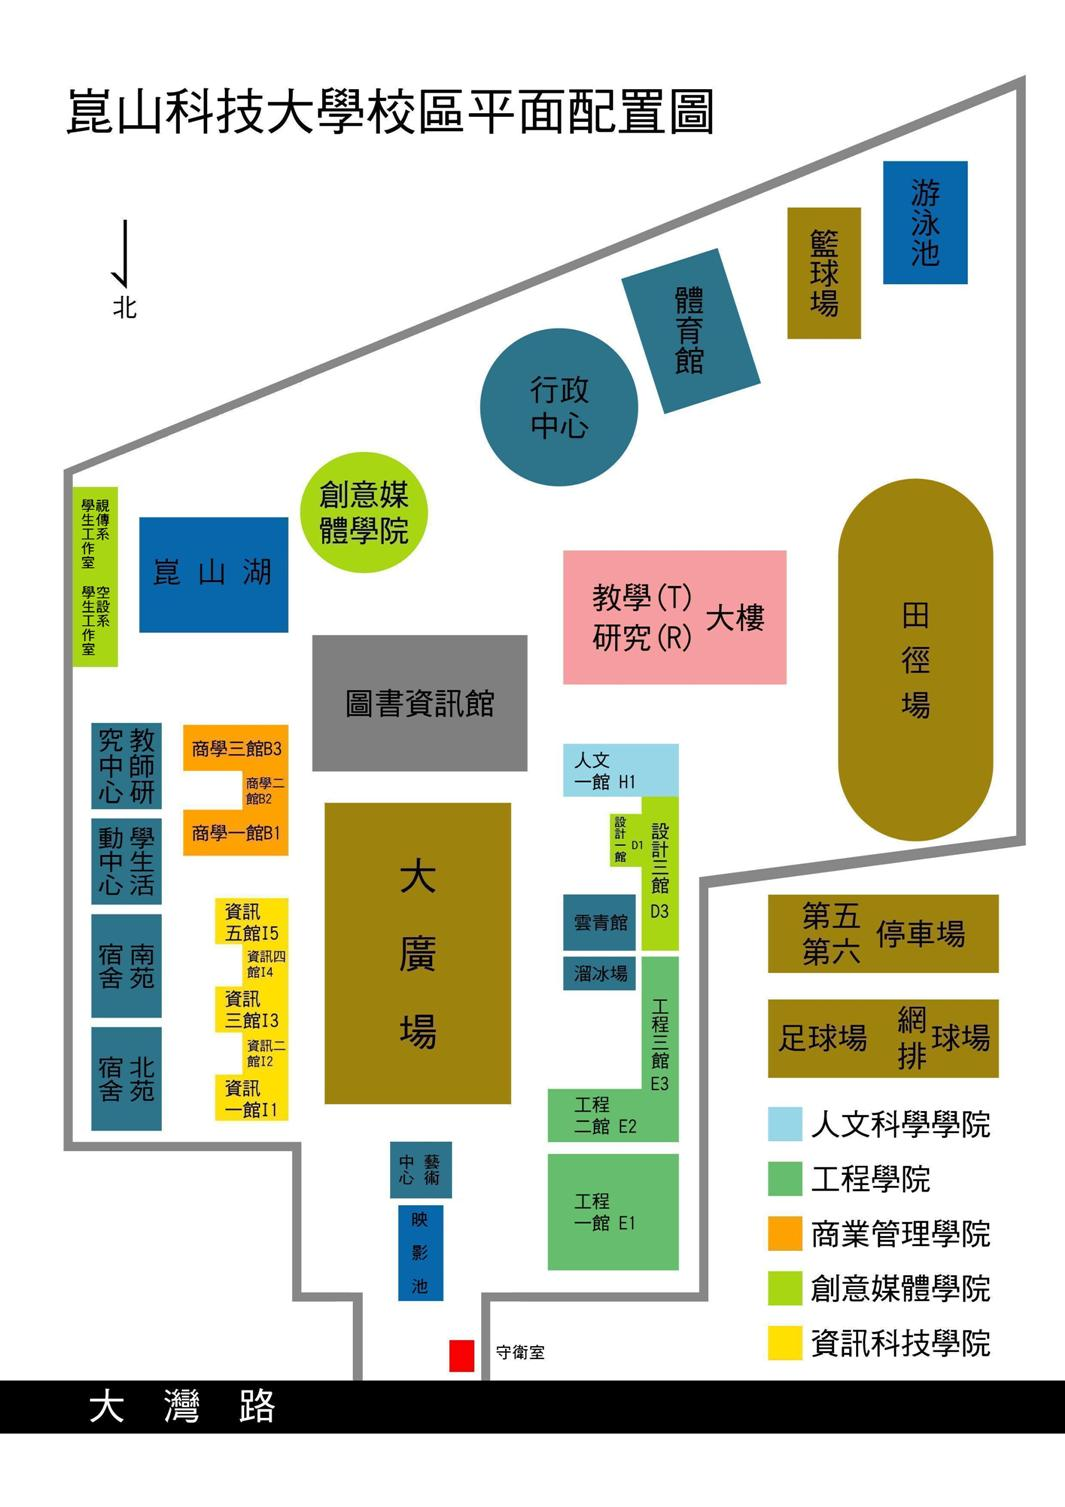 崑山科技大學校區平面配置圖
北
游泳池
籃球場
體育館
行政
中心
創意媒
體學院
視傳系
學生工作室
空設系
學生工作室
崑山湖
教學(T)
研究(R)
大樓
田徑場
圖書資訊館
教師研
究中心
商學三館B3
商學二
館B2
商學一館B1
人文
一館 H1
設計一館 D1
設計三館 D3
大廣場
學生活
動中心
資訊
五館I5
資訊四
館I4
資訊
三館I3
資訊二
館I2
資訊
一館I1
南苑
宿舍
北苑
宿舍
雲青館
溜冰場
工程三館 E3
工程
二館 E2
工程
一館 E1
藝術
中心
映影池
第五
第六
停車場
足球場
網
排
球場
人文科學學院
工程學院
商業管理學院
創意媒體學院
資訊科技學院
守衛室
大灣路